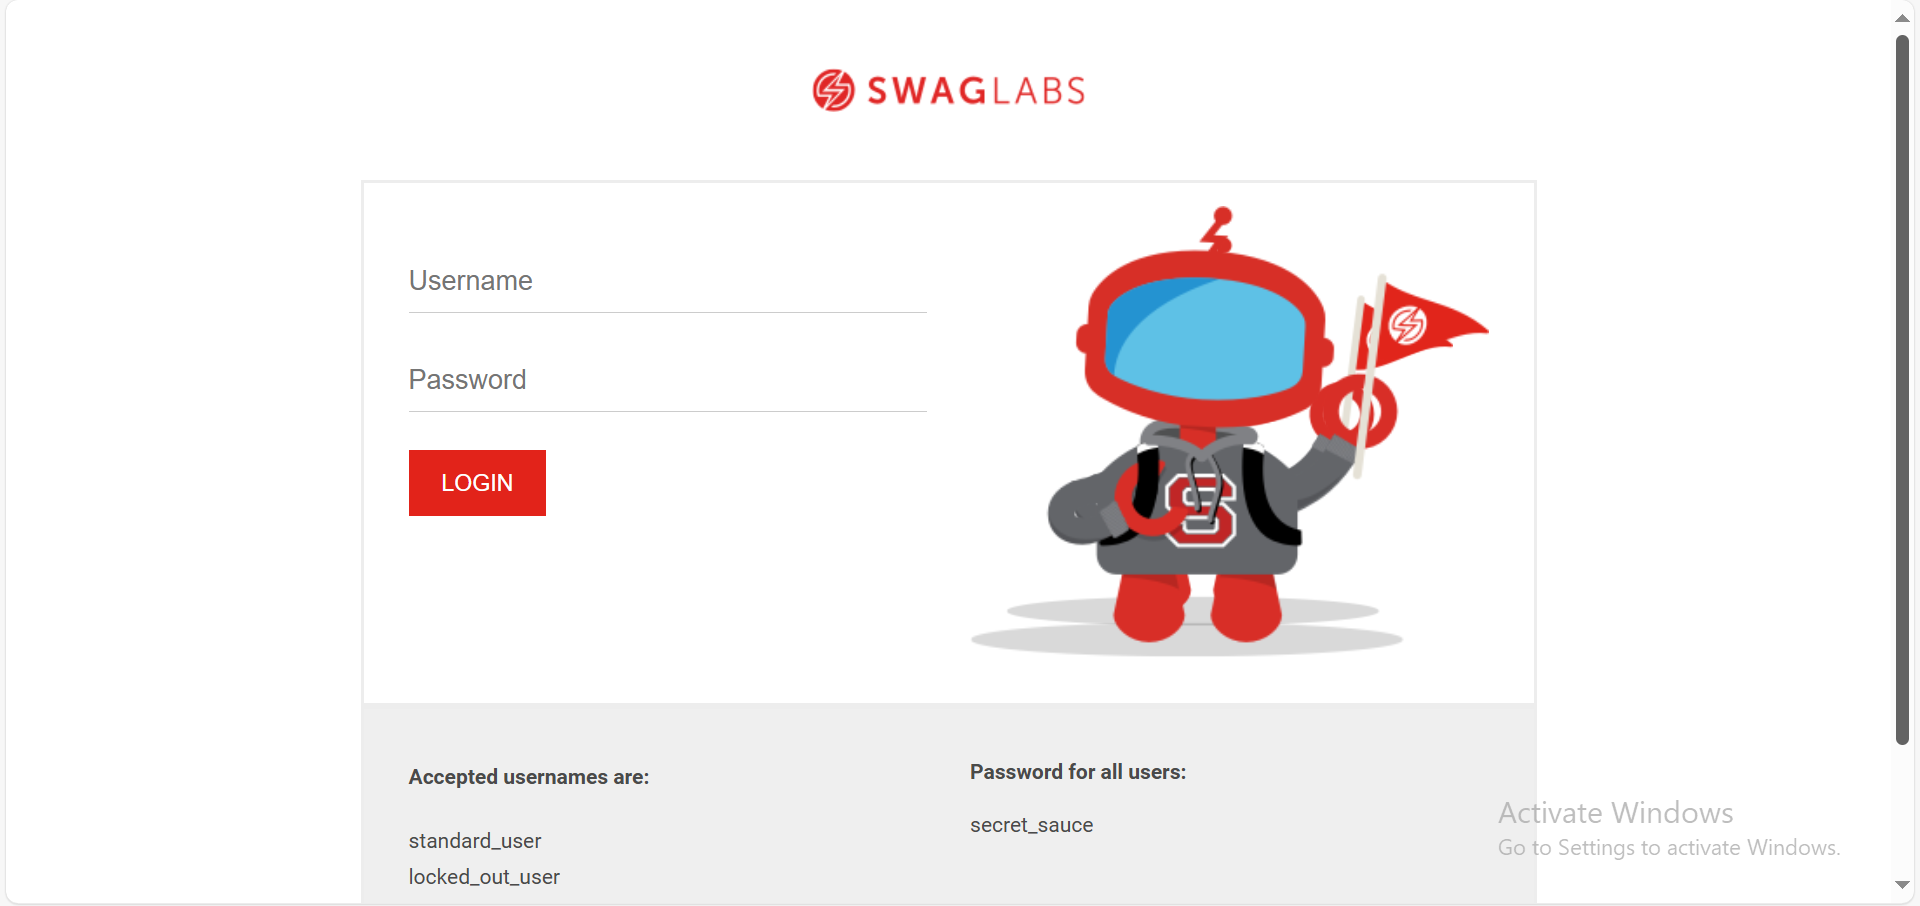 SWAGLABS
Username
Password
LOGIN
S
Accepted usernames are:
standard_user
locked_out_user
Password for all users:
secret_sauce
Activate Windows
Go to Settings to activate Windows.